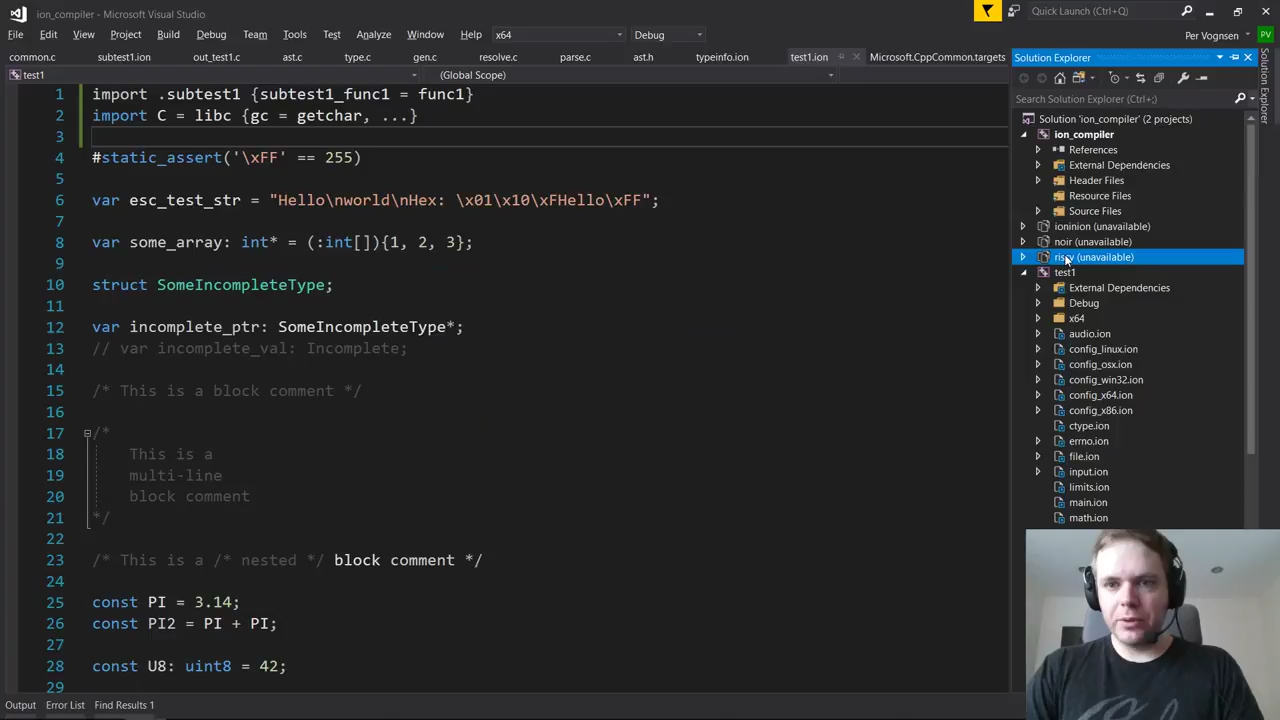 ion_compiler - Microsoft Visual Studio
Quick Launch (Ctrl+Q)
File Edit View Project Build Debug Team Tools Test Analyze Window Help x64 Debug Per Vognsen PV
common.c subtest1.ion out_test1.c ast.c type.c gen.c resolve.c parse.c ast.h typeinfo.ion test1.ion Microsoft.CppCommon.targets
test1 (Global Scope)
1 import .subtest1 {subtest1_func1 = func1}
2 import C = libc {gc = getchar, ...}
3
4 #static_assert('\xFF' == 255)
5
6 var esc_test_str = "Hello\nworld\nHex: \x01\x10\xFHello\xFF";
7
8 var some_array: int* = (:int[]){1, 2, 3};
9
10 struct SomeIncompleteType;
11
12 var incomplete_ptr: SomeIncompleteType*;
13 // var incomplete_val: Incomplete;
14
15 /* This is a block comment */
16
17 /*
18 This is a
19 multi-line
20 block comment
21 */
22
23 /* This is a /* nested */ block comment */
24
25 const PI = 3.14;
26 const PI2 = PI + PI;
27
28 const U8: uint8 = 42;
29
Solution Explorer
Search Solution Explorer (Ctrl+;)
Solution 'ion_compiler' (2 projects)
ion_compiler
References
External Dependencies
Header Files
Resource Files
Source Files
ioninion (unavailable)
noir (unavailable)
(unavailable)
test1
External Dependencies
Debug
x64
audio.ion
config_linux.ion
config_osx.ion
config_win32.ion
config_x64.ion
config_x86.ion
ctype.ion
errno.ion
file.ion
input.ion
limits.ion
main.ion
math.ion
Solution Explorer
Output Error List Find Results 1